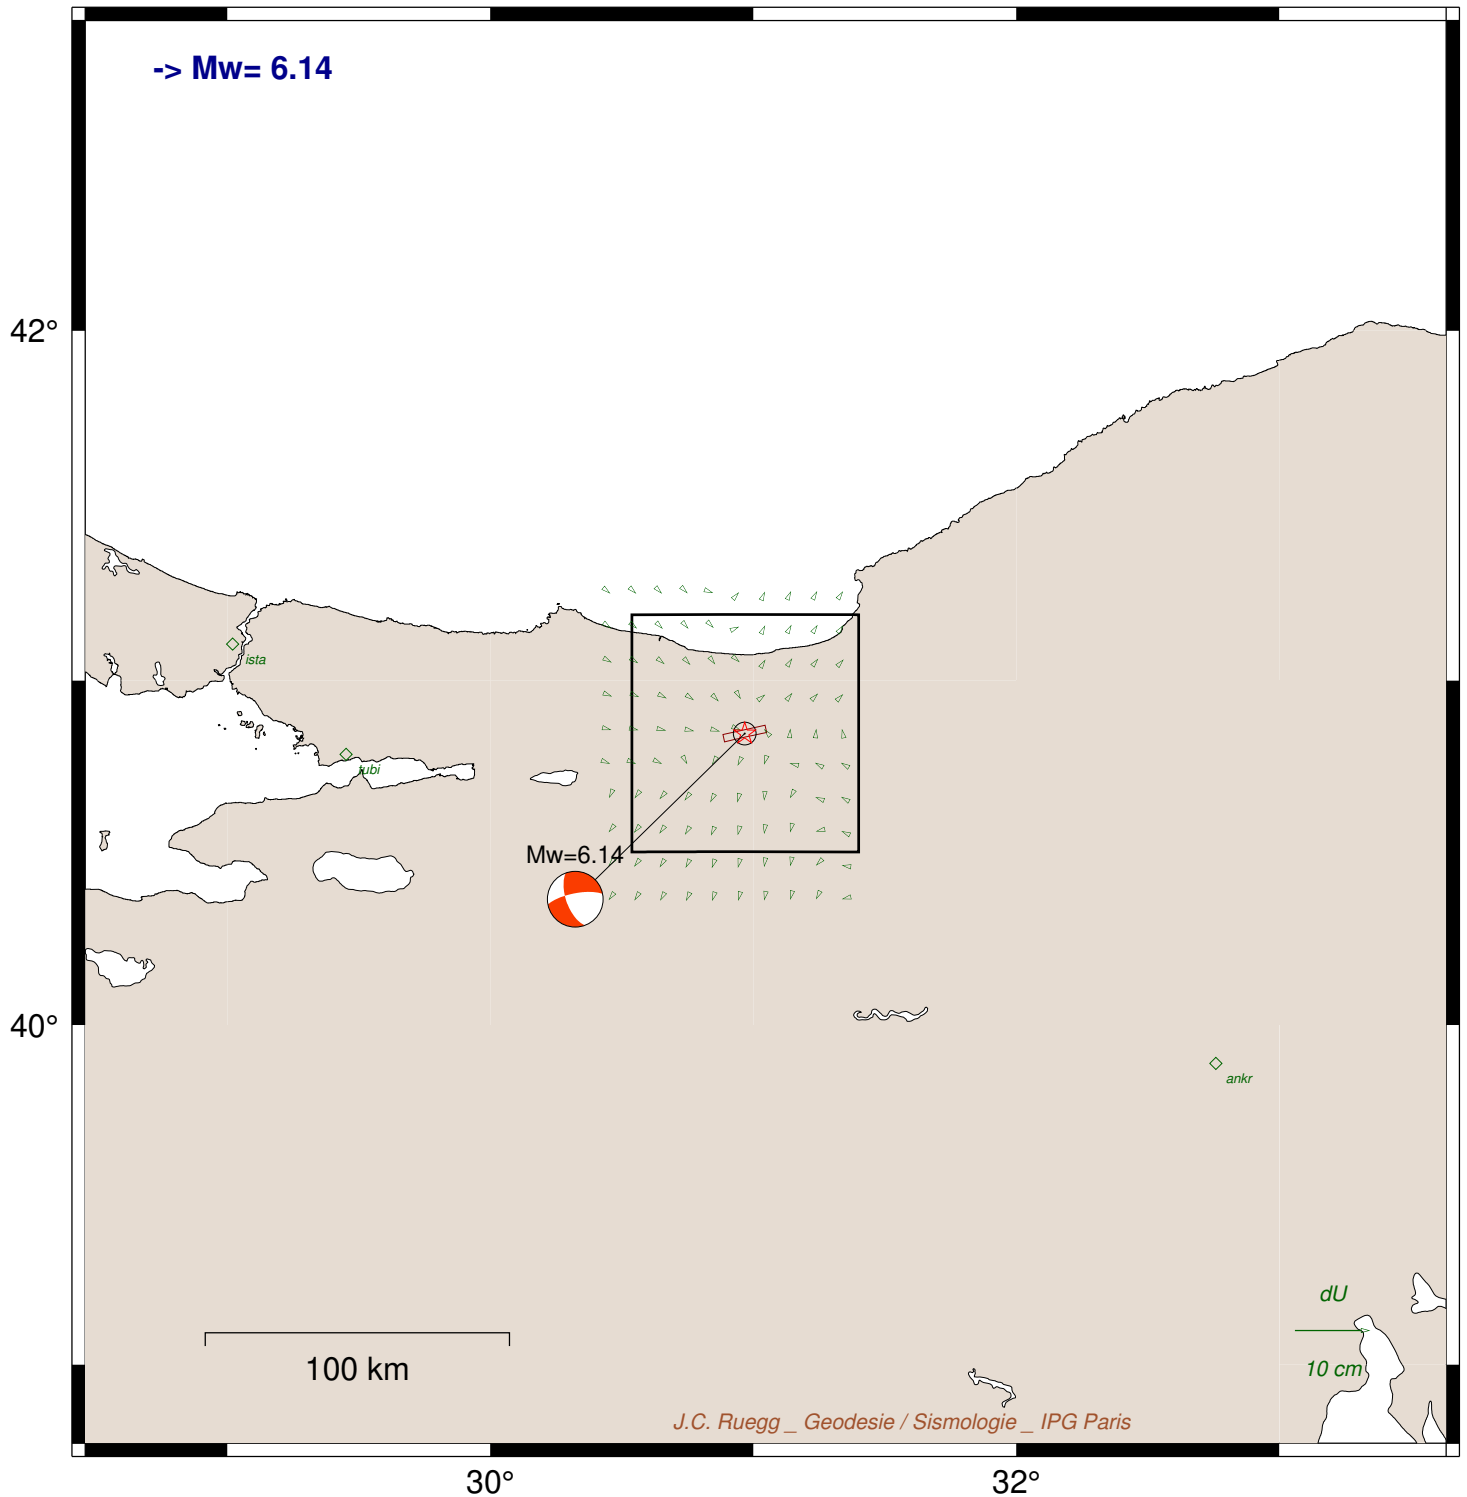 -> Mw= 6.14
42°
ista
tubi
Mw=6.14
40°
ankr
dU
100 km
10 cm
J.C. Ruegg _ Geodesie / Sismologie _ IPG Paris
30°
32°